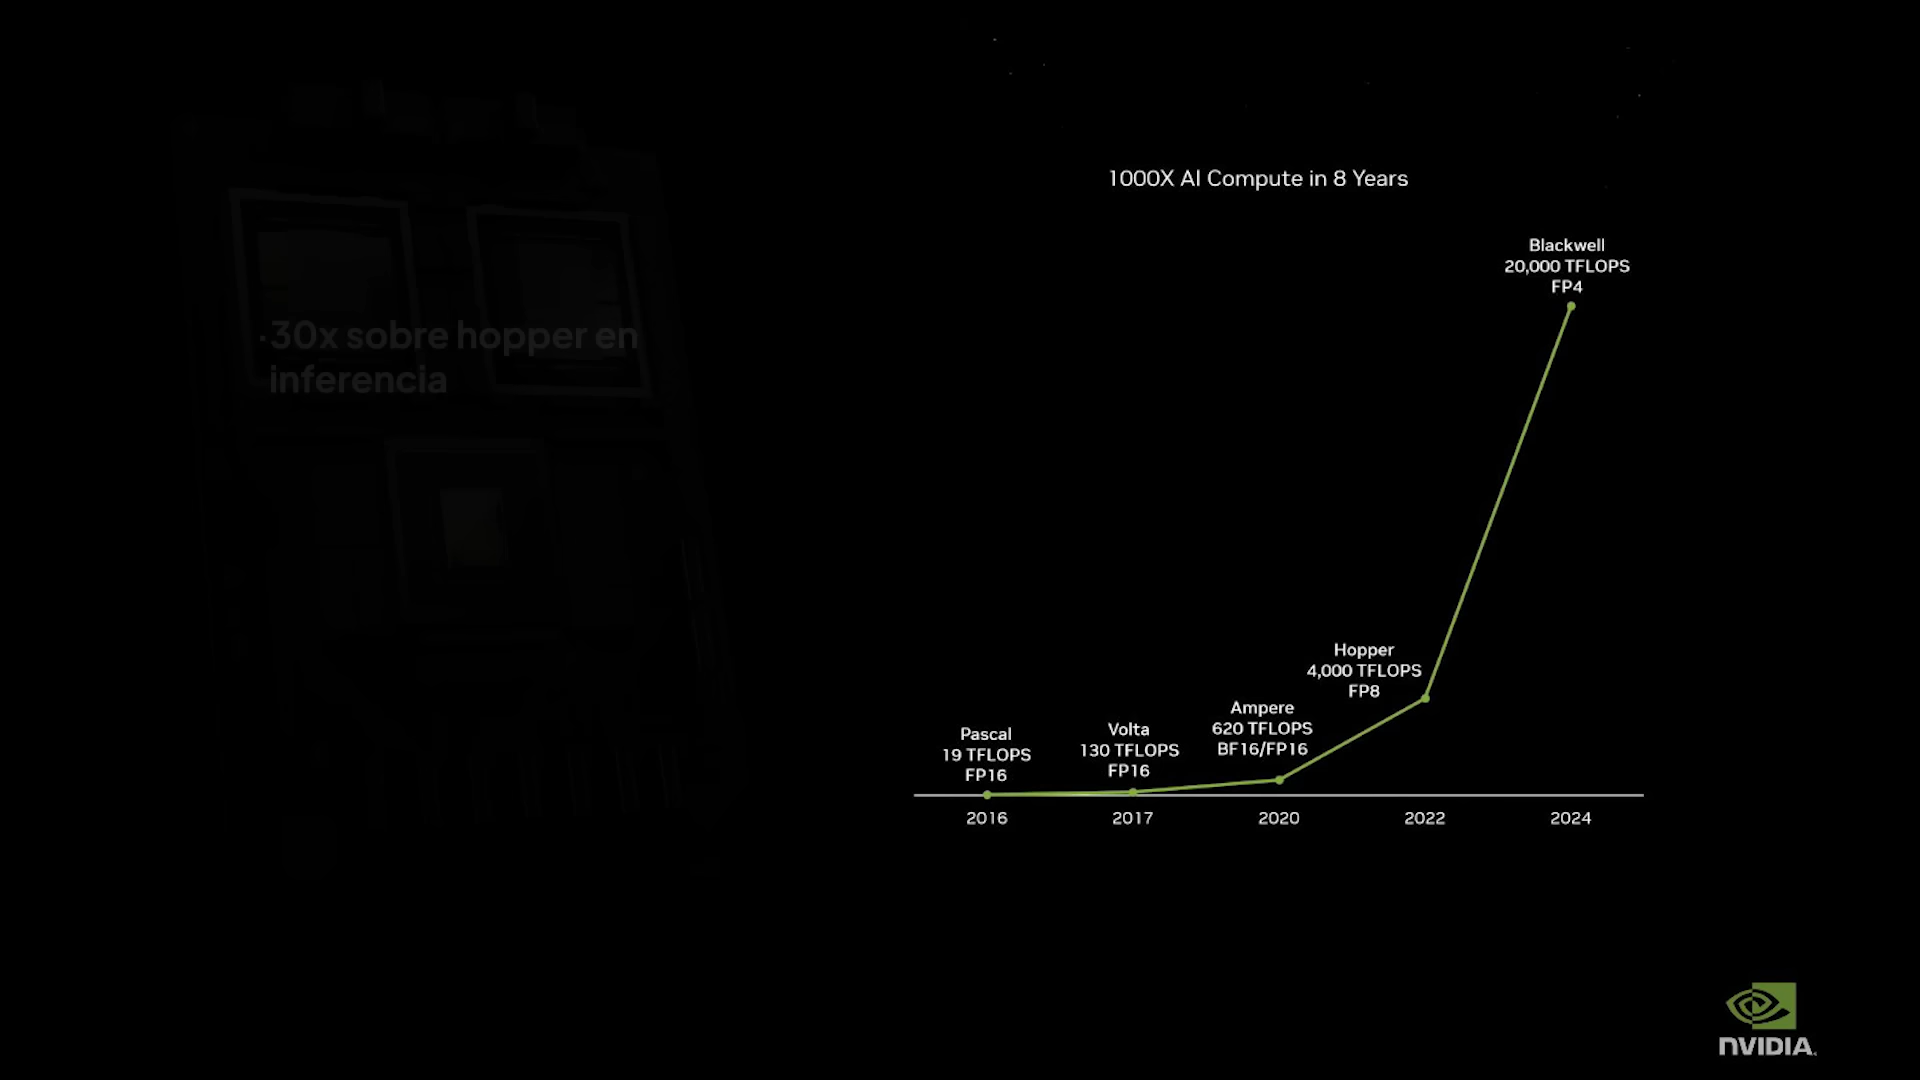 ·30x sobre hopper en
inferencia
1000X AI Compute in 8 Years
Blackwell
20,000 TFLOPS
FP4
Hopper
4,000 TFLOPS
FP8
Ampere
620 TFLOPS
BF16/FP16
Volta
130 TFLOPS
FP16
Pascal
19 TFLOPS
FP16
2016
2017
2020
2022
2024
NVIDIA